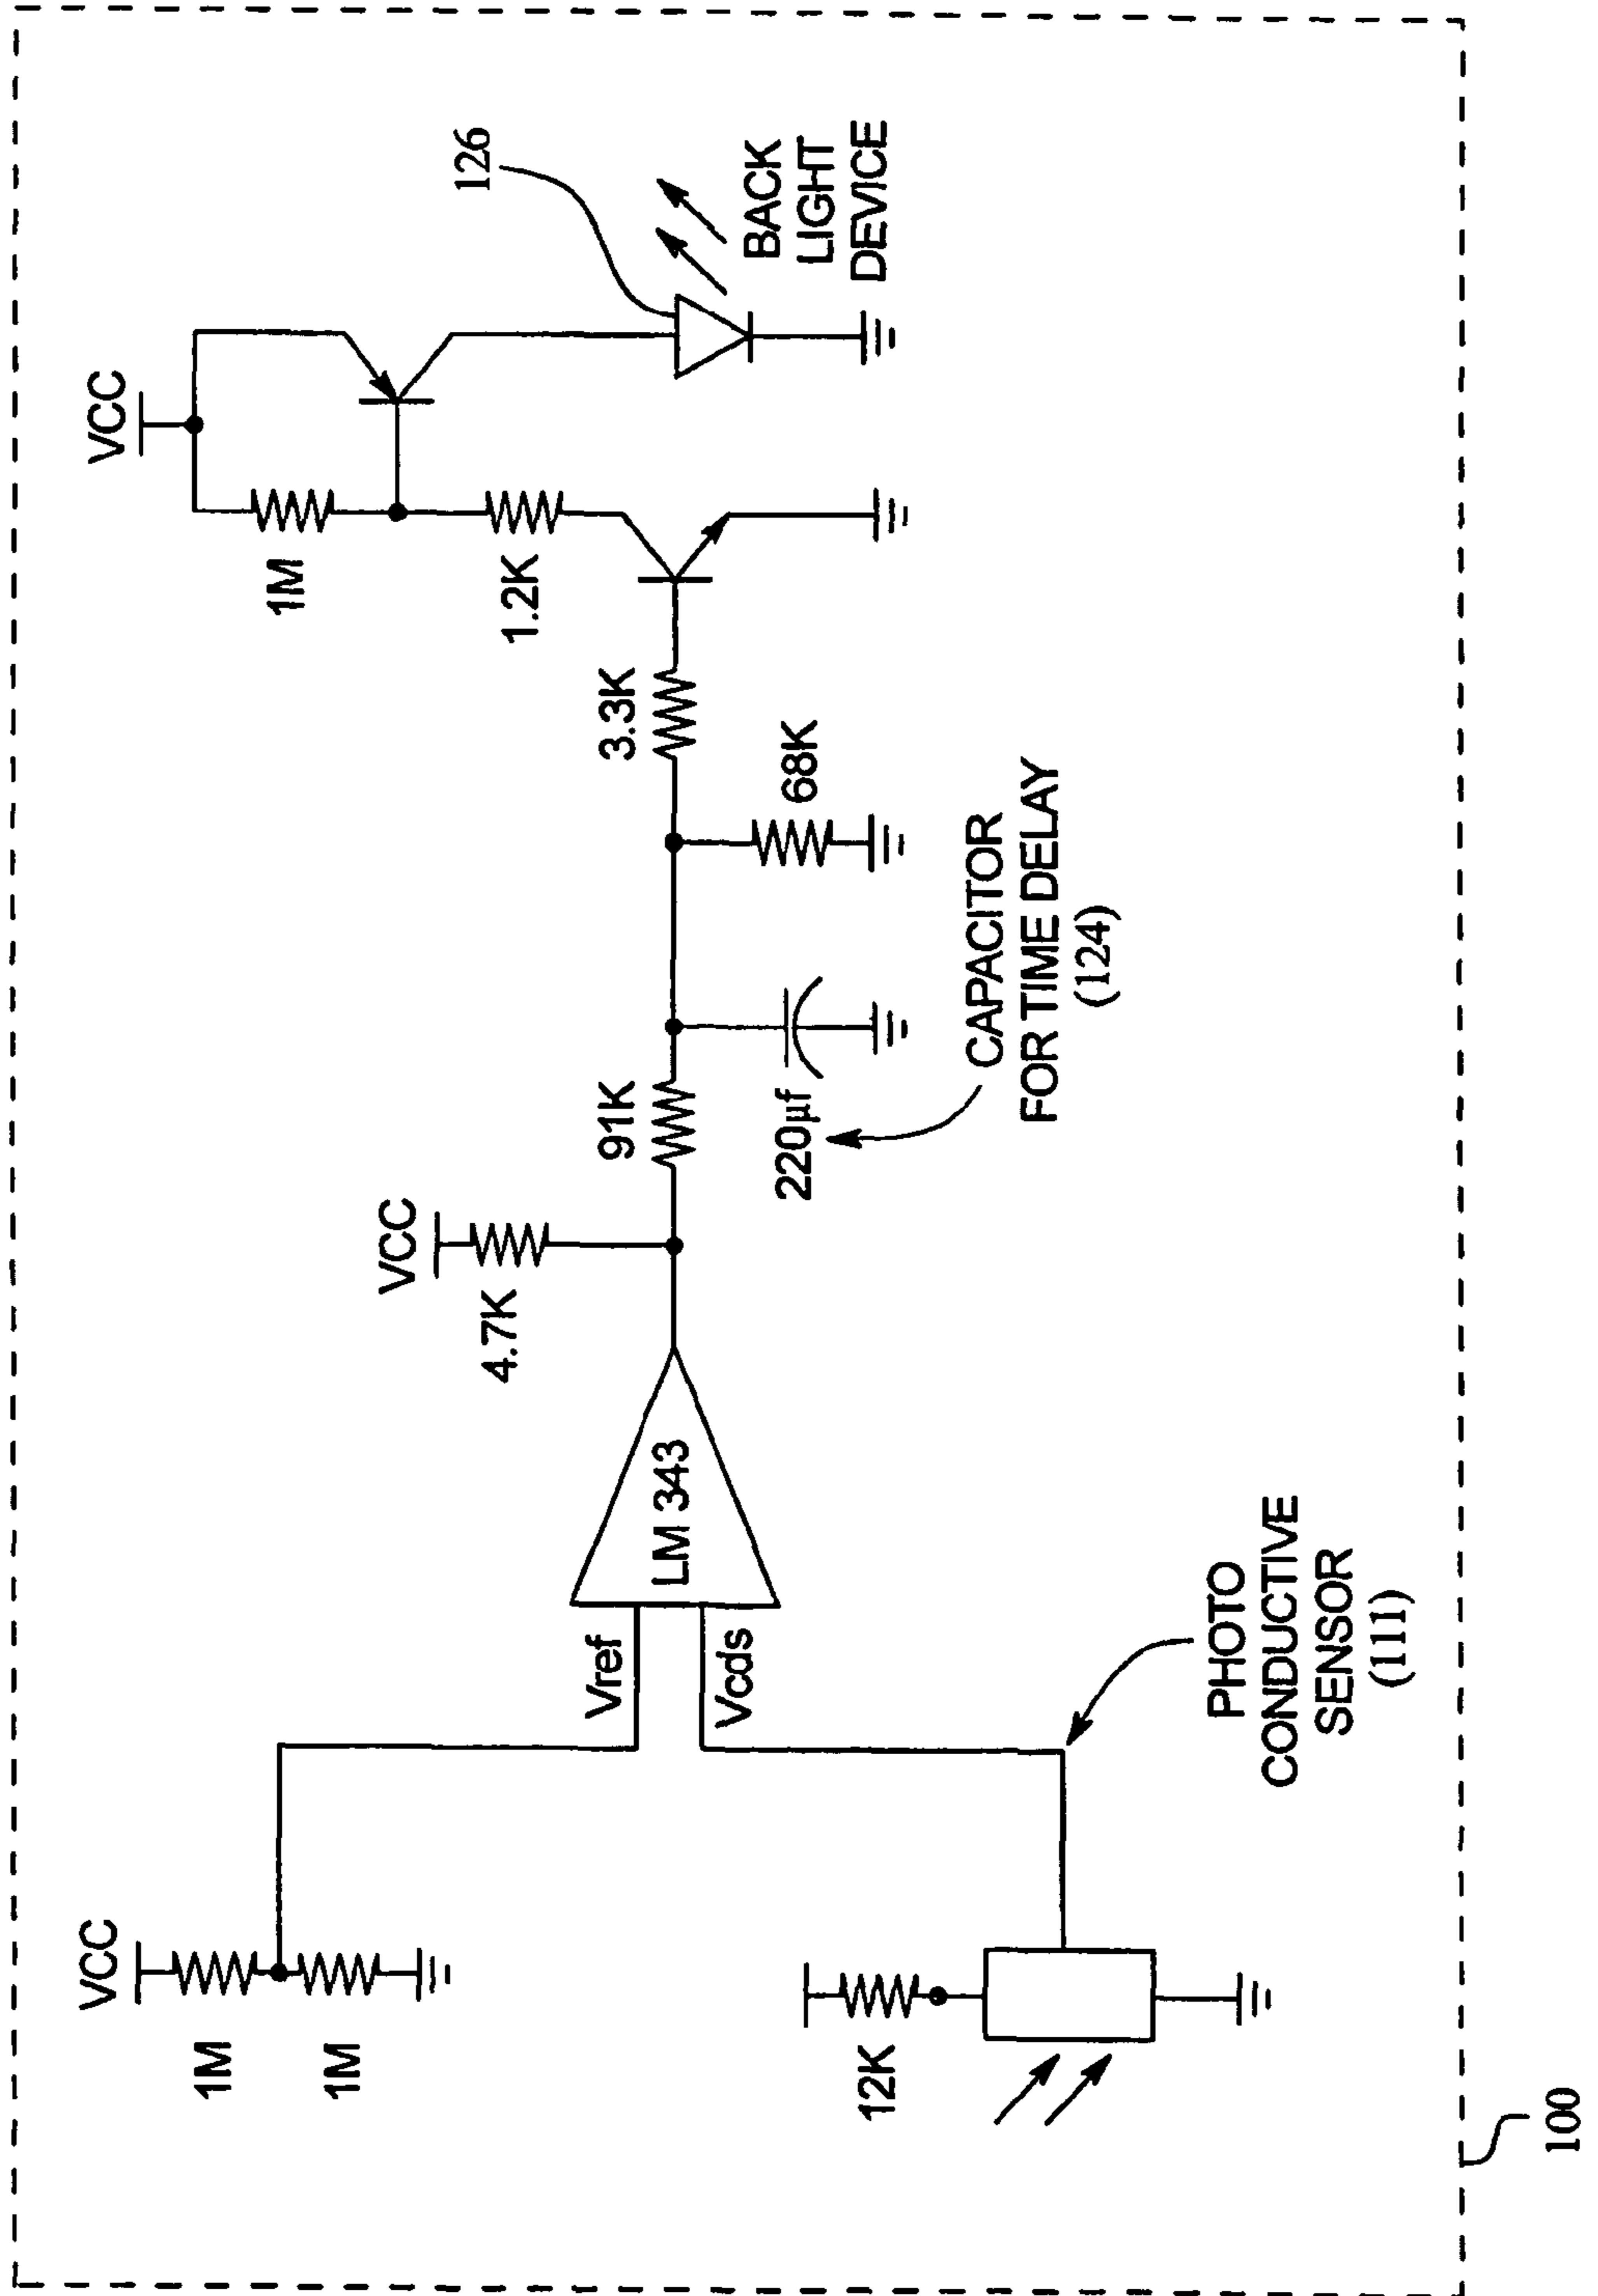 VCC
1M
1M
12K
Vref
Vcds
LM 343
PHOTO
CONDUCTIVE
SENSOR
(111)
VCC
4.7K
91K
220µf
CAPACITOR
FOR TIME DELAY
(124)
68K
3.3K
VCC
1M
1.2K
126
BACK
LIGHT
DEVICE
100